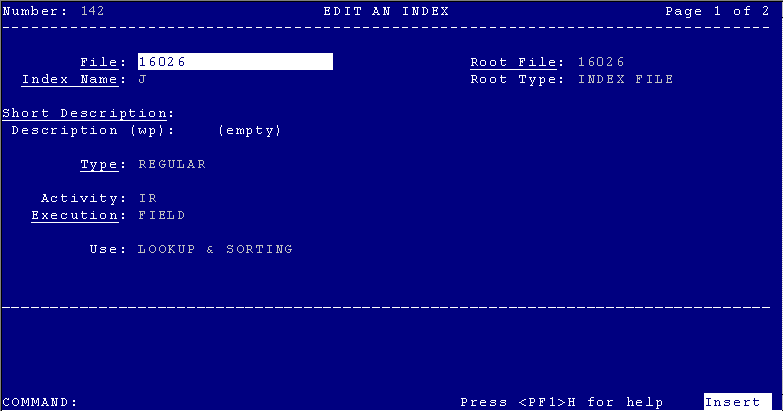 Number: 142 EDIT AN INDEX Page 1 of 2
File: 16026 Root File: 16026
Index Name: J Root Type: INDEX FILE
Short Description:
Description (wp): (empty)
Type: REGULAR
Activity: IR
Execution: FIELD
Use: LOOKUP & SORTING
COMMAND: Press <PF1>H for help Insert